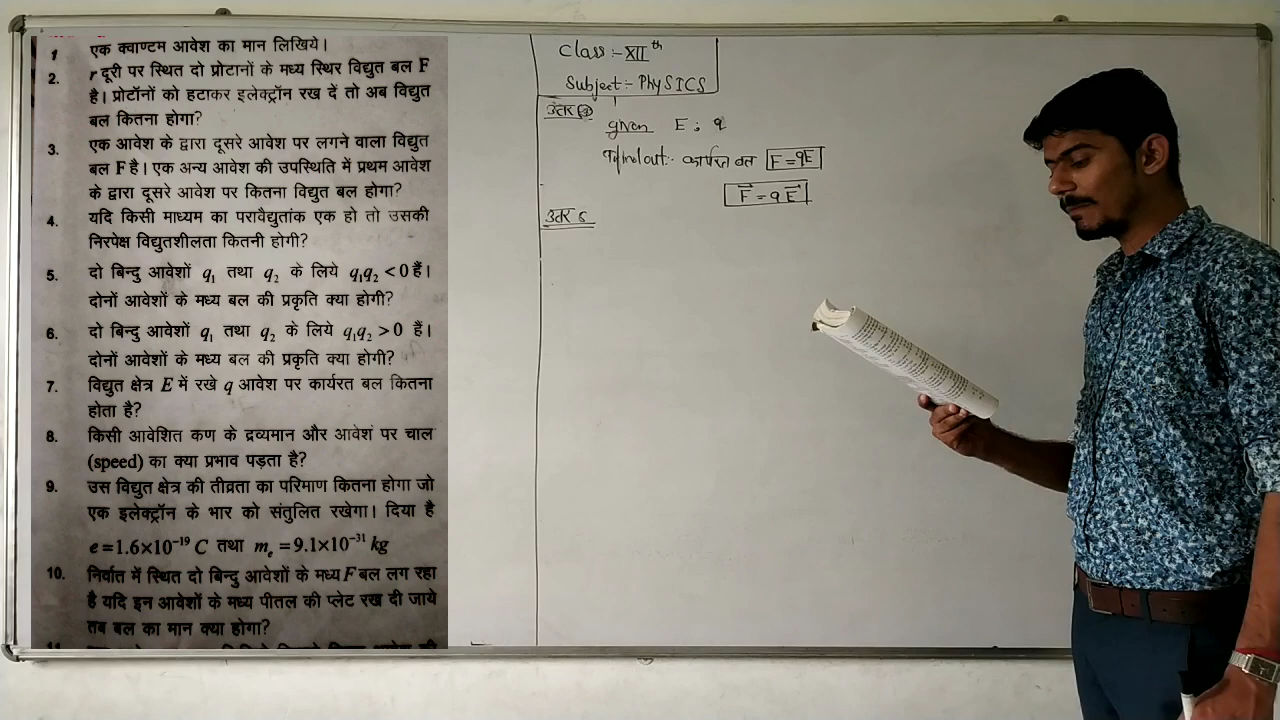 1 एक क्वाण्टम आवेश का मान लिखिये।
2. r दूरी पर स्थित दो प्रोटानों के मध्य स्थिर विद्युत बल F
है। प्रोटॉनों को हटाकर इलेक्ट्रॉन रख दें तो अब विद्युत
बल कितना होगा?
3. एक आवेश के द्वारा दूसरे आवेश पर लगने वाला विद्युत
बल F है। एक अन्य आवेश की उपस्थिति में प्रथम आवेश
के द्वारा दूसरे आवेश पर कितना विद्युत बल होगा?
4. यदि किसी माध्यम का परावैद्युतांक एक हो तो उसकी
निरपेक्ष विद्युतशीलता कितनी होगी?
5. दो बिन्दु आवेशों q₁ तथा q₂ के लिये q₁q₂ < 0 हैं।
दोनों आवेशों के मध्य बल की प्रकृति क्या होगी?
6. दो बिन्दु आवेशों q₁ तथा q₂ के लिये q₁q₂ > 0 हैं।
दोनों आवेशों के मध्य बल की प्रकृति क्या होगी?
7. विद्युत क्षेत्र E में रखे q आवेश पर कार्यरत बल कितना
होता है?
8. किसी आवेशित कण के द्रव्यमान और आवेश पर चाल
(speed) का क्या प्रभाव पड़ता है?
9. उस विद्युत क्षेत्र की तीव्रता का परिमाण कितना होगा जो
एक इलेक्ट्रॉन के भार को संतुलित रखेगा। दिया है
e = 1.6×10⁻¹⁹ C तथा mₑ = 9.1×10⁻³¹ kg
10. निर्वात में स्थित दो बिन्दु आवेशों के मध्य F बल लग रहा
है यदि इन आवेशों के मध्य पीतल की प्लेट रख दी जाये
तब बल का मान क्या होगा?
Class :- XIIth
Subject :- PhySICS
उत्तर
given E ; q
find out :- कार्यरत बल F = qE
F⃗ = q E⃗
उत्तर